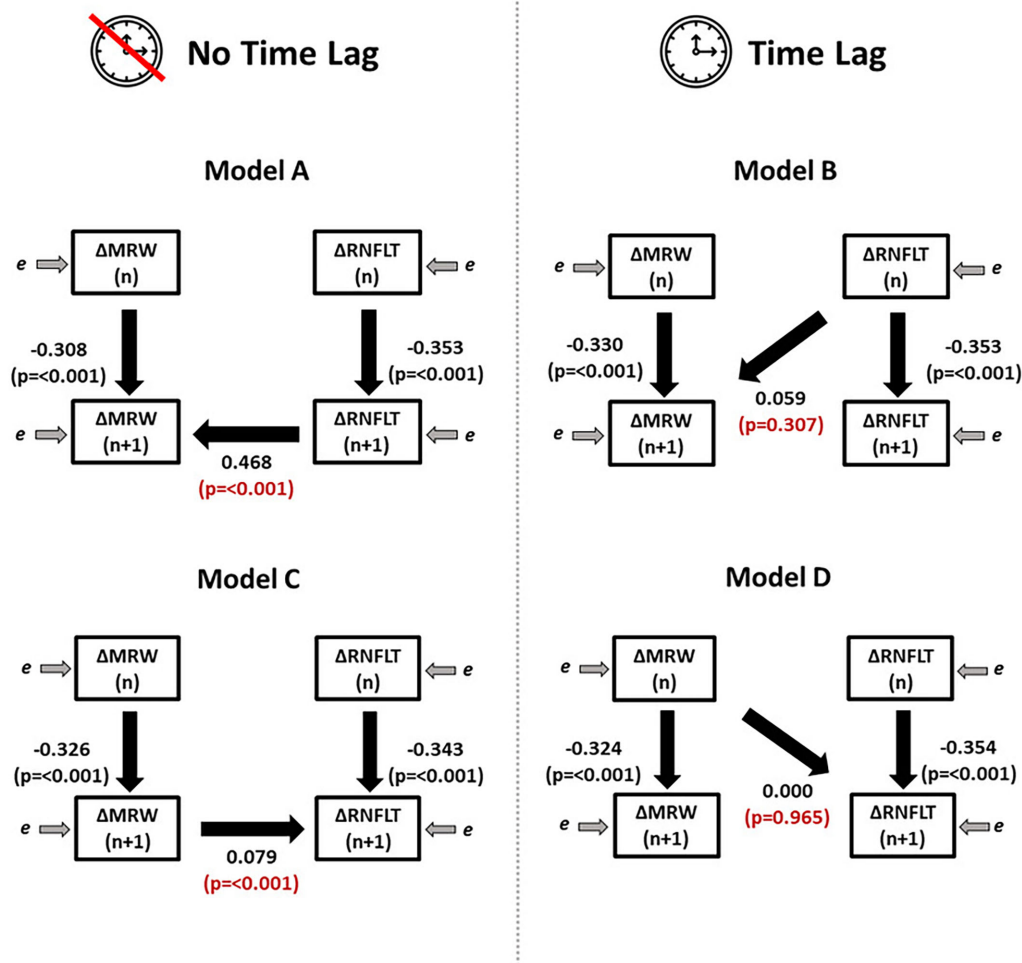 No Time Lag
Time Lag
Model A
ΔMRW
(n)
ΔRNFLT
(n)
e
e
-0.308
(p=<0.001)
-0.353
(p=<0.001)
ΔMRW
(n+1)
ΔRNFLT
(n+1)
e
e
0.468
(p=<0.001)
Model B
ΔMRW
(n)
ΔRNFLT
(n)
e
e
-0.330
(p=<0.001)
-0.353
(p=<0.001)
0.059
(p=0.307)
ΔMRW
(n+1)
ΔRNFLT
(n+1)
e
e
Model C
ΔMRW
(n)
ΔRNFLT
(n)
e
e
-0.326
(p=<0.001)
-0.343
(p=<0.001)
ΔMRW
(n+1)
ΔRNFLT
(n+1)
e
e
0.079
(p=<0.001)
Model D
ΔMRW
(n)
ΔRNFLT
(n)
e
e
-0.324
(p=<0.001)
-0.354
(p=<0.001)
0.000
(p=0.965)
ΔMRW
(n+1)
ΔRNFLT
(n+1)
e
e